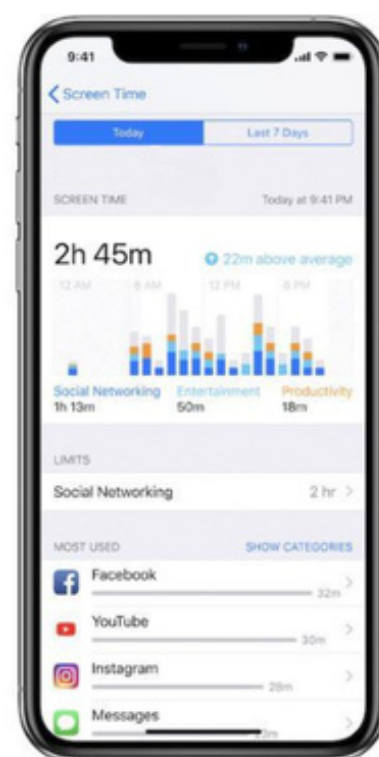 9:41
Screen Time
Today Last 7 Days
SCREEN TIME Today at 9:41 PM
2h 45m 22m above average
12 AM 6 AM 12 PM 6 PM
Social Networking Entertainment Productivity
1h 13m 50m 18m
LIMITS
Social Networking 2 hr
MOST USED SHOW CATEGORIES
Facebook
32m
YouTube
30m
Instagram
28m
Messages